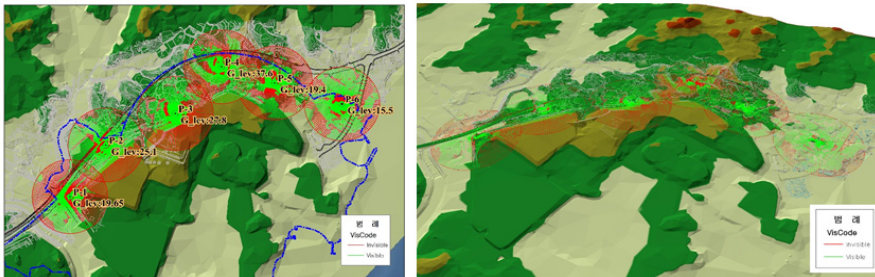 P-4
G_lev:37.6
P-5
G_lev:19.4
P-6
G_lev:15.5
P-3
G_lev:27.8
P-2
G_lev:25.1
P-1
G_lev:19.65
범 례
VisCode
Invisible
Visible
범 례
VisCode
Invisible
Visible